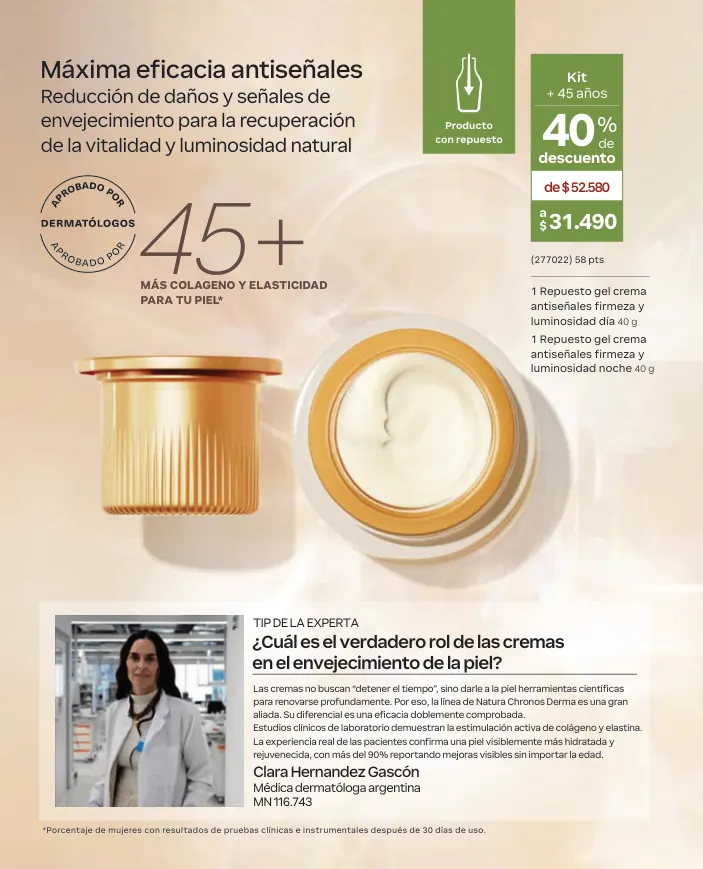 Máxima eficacia antiseñales
Reducción de daños y señales de
envejecimiento para la recuperación
de la vitalidad y luminosidad natural
APROBADO POR
DERMATÓLOGOS
APROBADO POR
45+
MÁS COLAGENO Y ELASTICIDAD
PARA TU PIEL*
Producto
con repuesto
Kit
+ 45 años
40%
de
descuento
de $ 52.580
a $ 31.490
(277022) 58 pts
1 Repuesto gel crema
antiseñales firmeza y
luminosidad día 40 g
1 Repuesto gel crema
antiseñales firmeza y
luminosidad noche 40 g
TIP DE LA EXPERTA
¿Cuál es el verdadero rol de las cremas
en el envejecimiento de la piel?
Las cremas no buscan “detener el tiempo”, sino darle a la piel herramientas científicas
para renovarse profundamente. Por eso, la línea de Natura Chronos Derma es una gran
aliada. Su diferencial es una eficacia doblemente comprobada.
Estudios clínicos de laboratorio demuestran la estimulación activa de colágeno y elastina.
La experiencia real de las pacientes confirma una piel visiblemente más hidratada y
rejuvenecida, con más del 90% reportando mejoras visibles sin importar la edad.
Clara Hernandez Gascón
Médica dermatóloga argentina
MN 116.743
*Porcentaje de mujeres con resultados de pruebas clínicas e instrumentales después de 30 días de uso.